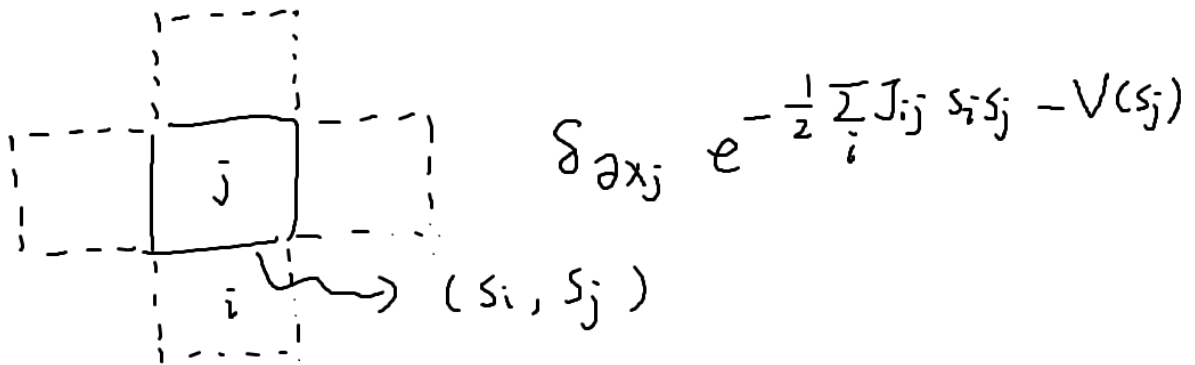 δ_{∂x_j} e^{-\frac{1}{2} \sum_i J_{ij} s_i s_j - V(s_j)}
j
i
(s_i, s_j)